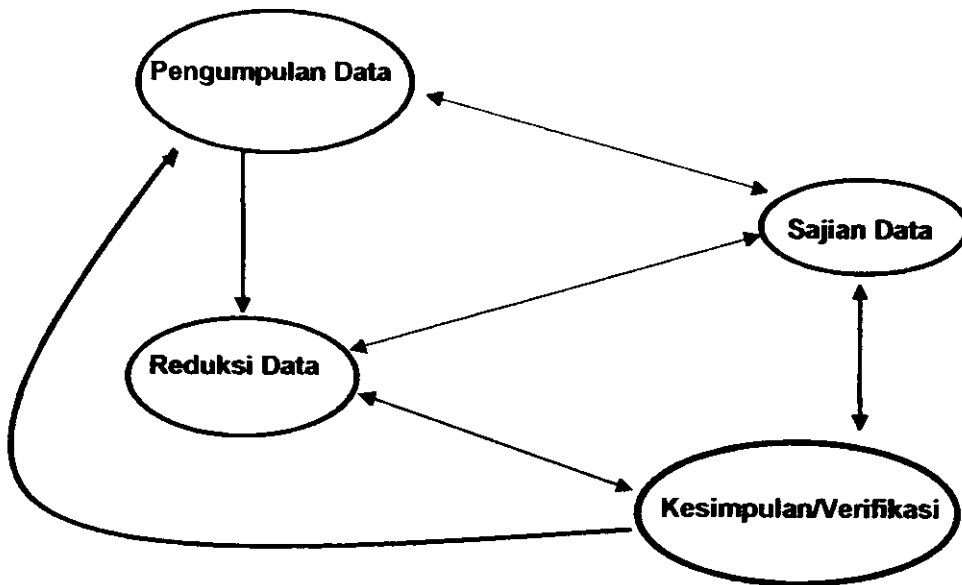 Pengumpulan Data
Sajian Data
Reduksi Data
Kesimpulan/Verifikasi